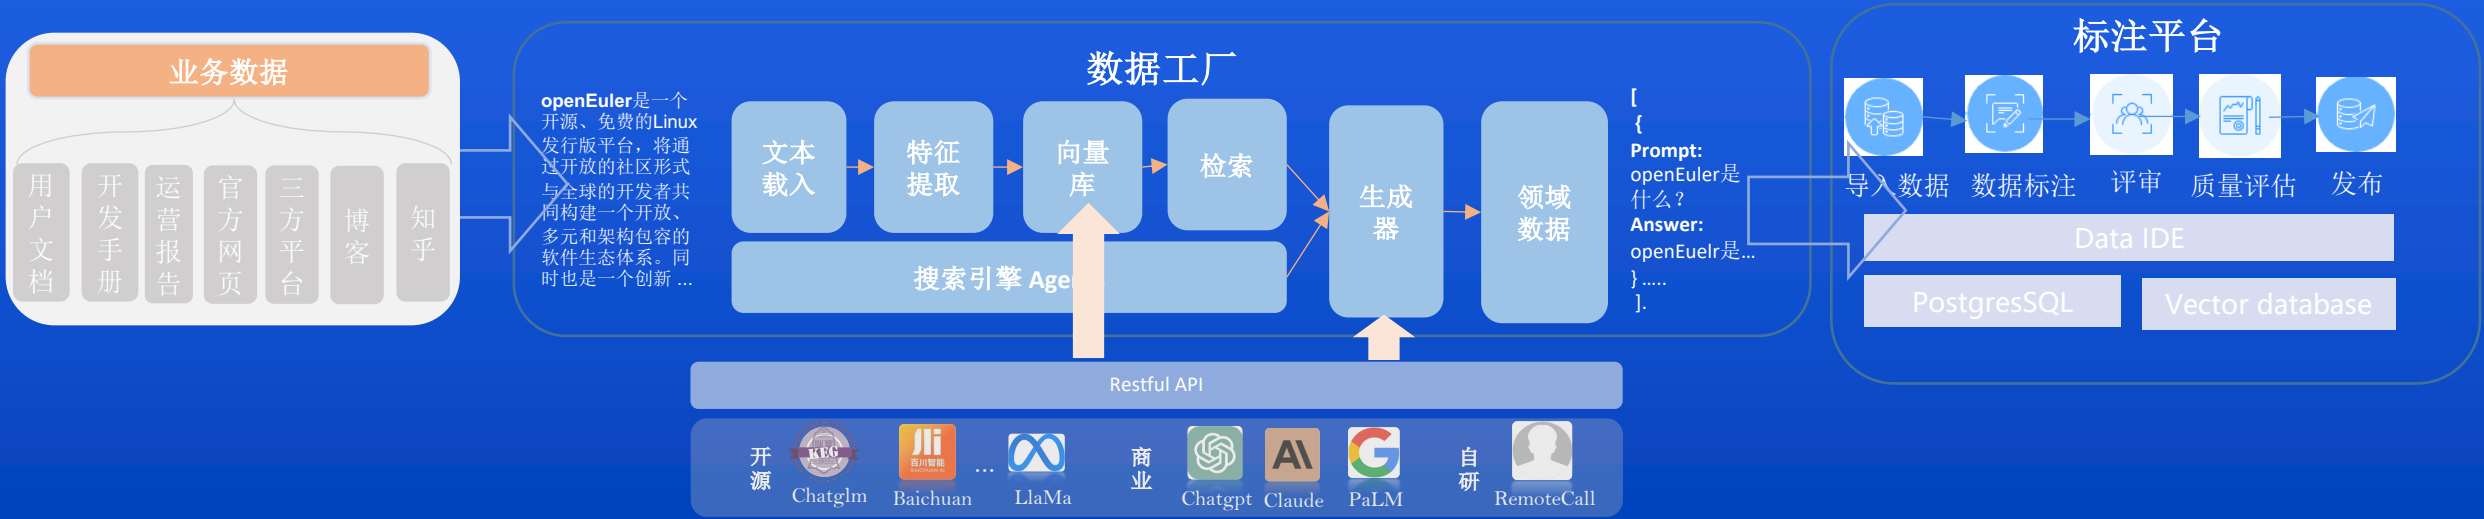 业务数据
用户文档
开发手册
运营报告
官方网页
三方平台
博客
知乎
数据工厂
openEuler是一个
开源、免费的Linux
发行版平台，将通
过开放的社区形式
与全球的开发者共
同构建一个开放、
多元和架构包容的
软件生态体系。同
时也是一个创新 ...
文本
载入
特征
提取
向量
库
检索
搜索引擎 Age
生成
器
领域
数据
[
{
Prompt:
openEuler是
什么?
Answer:
openEuelr是...
} .....
].
标注平台
导入数据
数据标注
评审
质量评估
发布
Data IDE
PostgresSQL
Vector database
Restful API
开源
KEG
Chatglm
百川智能
BAICHUAN AI
Baichuan
...
LlaMa
商业
Chatgpt
Claude
PaLM
自研
RemoteCall